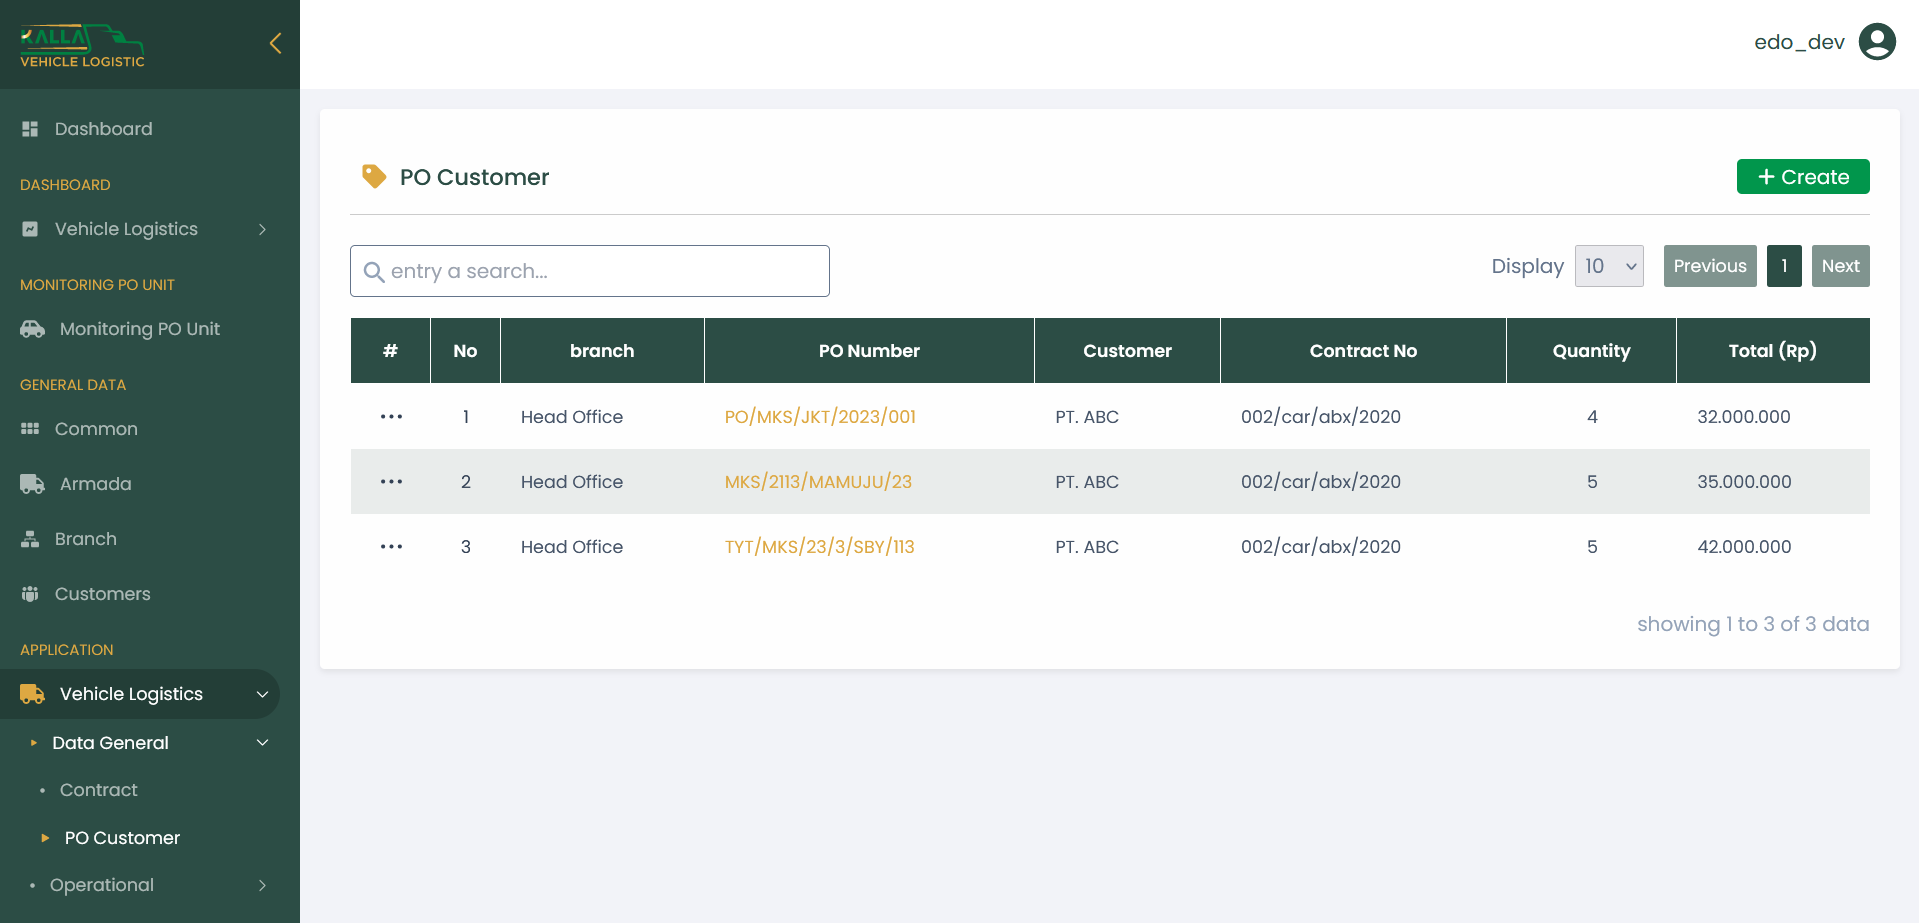 KALLA
VEHICLE LOGISTIC
edo_dev
Dashboard
DASHBOARD
Vehicle Logistics
MONITORING PO UNIT
Monitoring PO Unit
GENERAL DATA
Common
Armada
Branch
Customers
APPLICATION
Vehicle Logistics
Data General
Contract
PO Customer
Operational
PO Customer
+ Create
entry a search...
Display 10 Previous 1 Next
# No branch PO Number Customer Contract No Quantity Total (Rp)
... 1 Head Office PO/MKS/JKT/2023/001 PT. ABC 002/car/abx/2020 4 32.000.000
... 2 Head Office MKS/2113/MAMUJU/23 PT. ABC 002/car/abx/2020 5 35.000.000
... 3 Head Office TYT/MKS/23/3/SBY/113 PT. ABC 002/car/abx/2020 5 42.000.000
showing 1 to 3 of 3 data